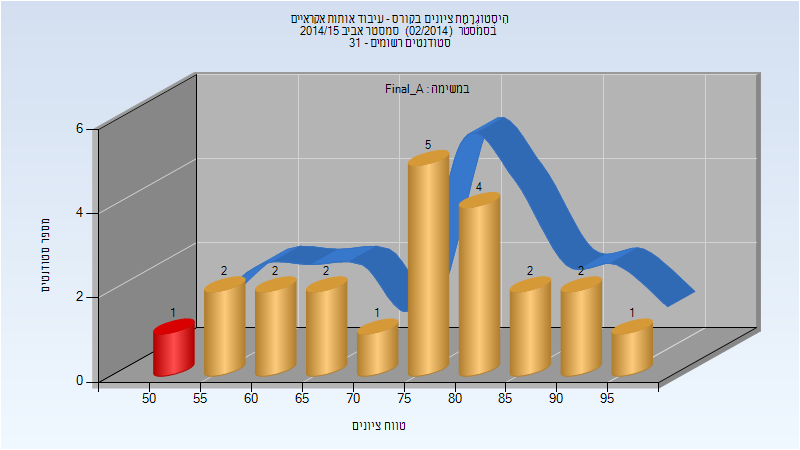 היסטוגרמת ציונים בקורס - עיבוד אותות אקראיים
בסמסטר (02/2014) סמסטר אביב 2014/15
סטודנטים רשומים - 31
במשימה : Final_A
מספר סטודנטים
6
4
2
0
1
2
2
2
1
5
4
2
2
1
50 55 60 65 70 75 80 85 90 95
טווח ציונים